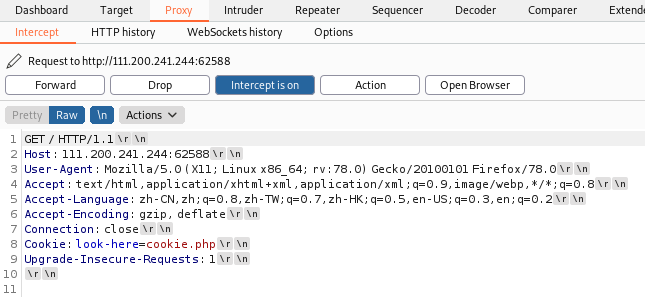 Dashboard Target Proxy Intruder Repeater Sequencer Decoder Comparer Extende
Intercept HTTP history WebSockets history Options
Request to http://111.200.241.244:62588
Forward Drop Intercept is on Action Open Browser
Pretty Raw \n Actions
1 GET / HTTP/1.1 \r \n
2 Host: 111.200.241.244:62588 \r \n
3 User-Agent: Mozilla/5.0 (X11; Linux x86_64; rv:78.0) Gecko/20100101 Firefox/78.0 \r \n
4 Accept: text/html,application/xhtml+xml,application/xml;q=0.9,image/webp,*/*;q=0.8 \r \n
5 Accept-Language: zh-CN,zh;q=0.8,zh-TW;q=0.7,zh-HK;q=0.5,en-US;q=0.3,en;q=0.2 \r \n
6 Accept-Encoding: gzip, deflate \r \n
7 Connection: close \r \n
8 Cookie: look-here=cookie.php \r \n
9 Upgrade-Insecure-Requests: 1 \r \n
10 \r \n
11